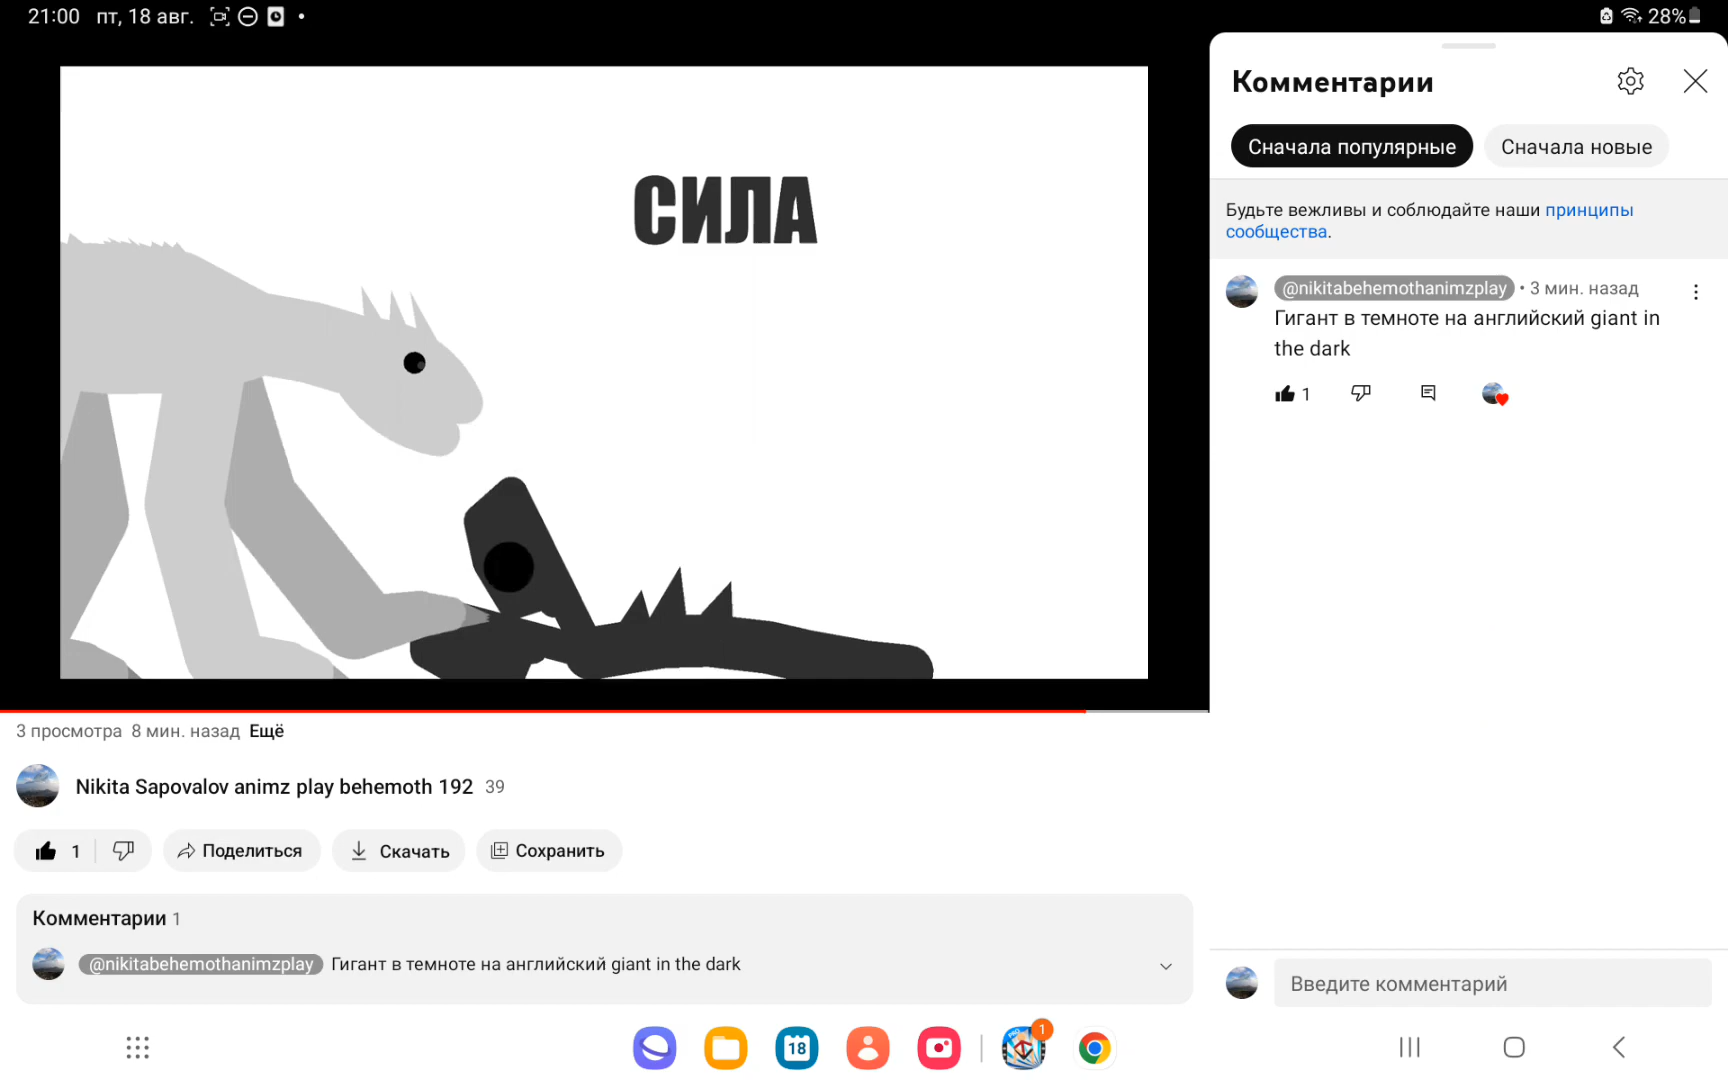 21:00 пт, 18 авг.
28%
СИЛА
3 просмотра 8 мин. назад Ещё
Nikita Sapovalov animz play behemoth 192 39
1
Поделиться
Скачать
Сохранить
Комментарии 1
@nikitabehemothanimzplay Гигант в темноте на английский giant in the dark
Комментарии
Сначала популярные
Сначала новые
Будьте вежливы и соблюдайте наши принципы
сообщества.
@nikitabehemothanimzplay • 3 мин. назад
Гигант в темноте на английский giant in
the dark
1
Введите комментарий
18
1